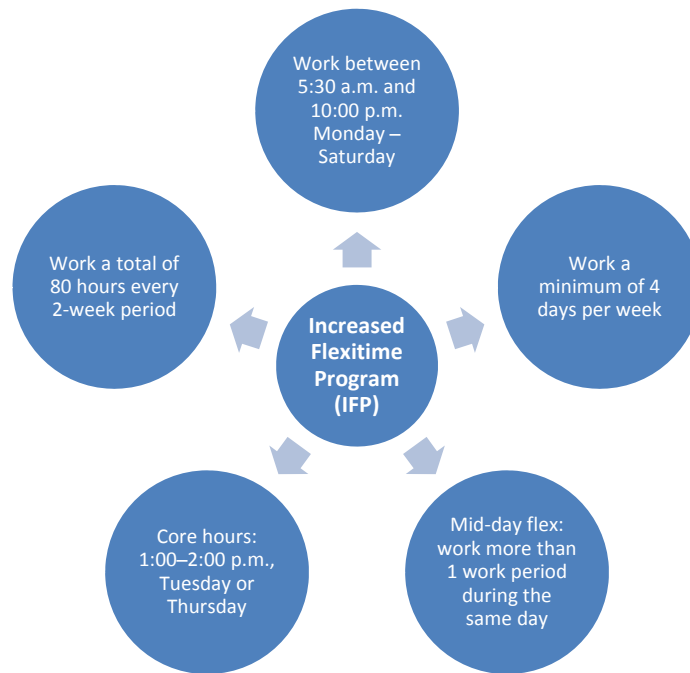 Work between
5:30 a.m. and
10:00 p.m.
Monday –
Saturday
Work a total of
80 hours every
2-week period
Work a
minimum of 4
days per week
Increased
Flexitime
Program
(IFP)
Core hours:
1:00–2:00 p.m.,
Tuesday or
Thursday
Mid-day flex:
work more than
1 work period
during the
same day